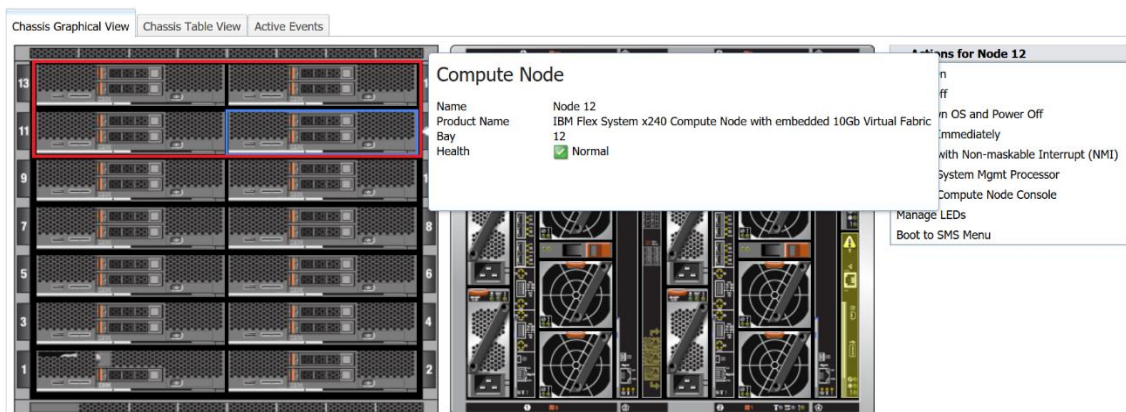 Chassis Graphical View
Chassis Table View
Active Events
13
11
9
7
5
3
1
8
6
4
2
Compute Node
Name Node 12
Product Name IBM Flex System x240 Compute Node with embedded 10Gb Virtual Fabric
Bay 12
Health Normal
ons for Node 12
n
ff
n OS and Power Off
mmediately
with Non-maskable Interrupt (NMI)
System Mgmt Processor
Compute Node Console
Manage LEDs
Boot to SMS Menu